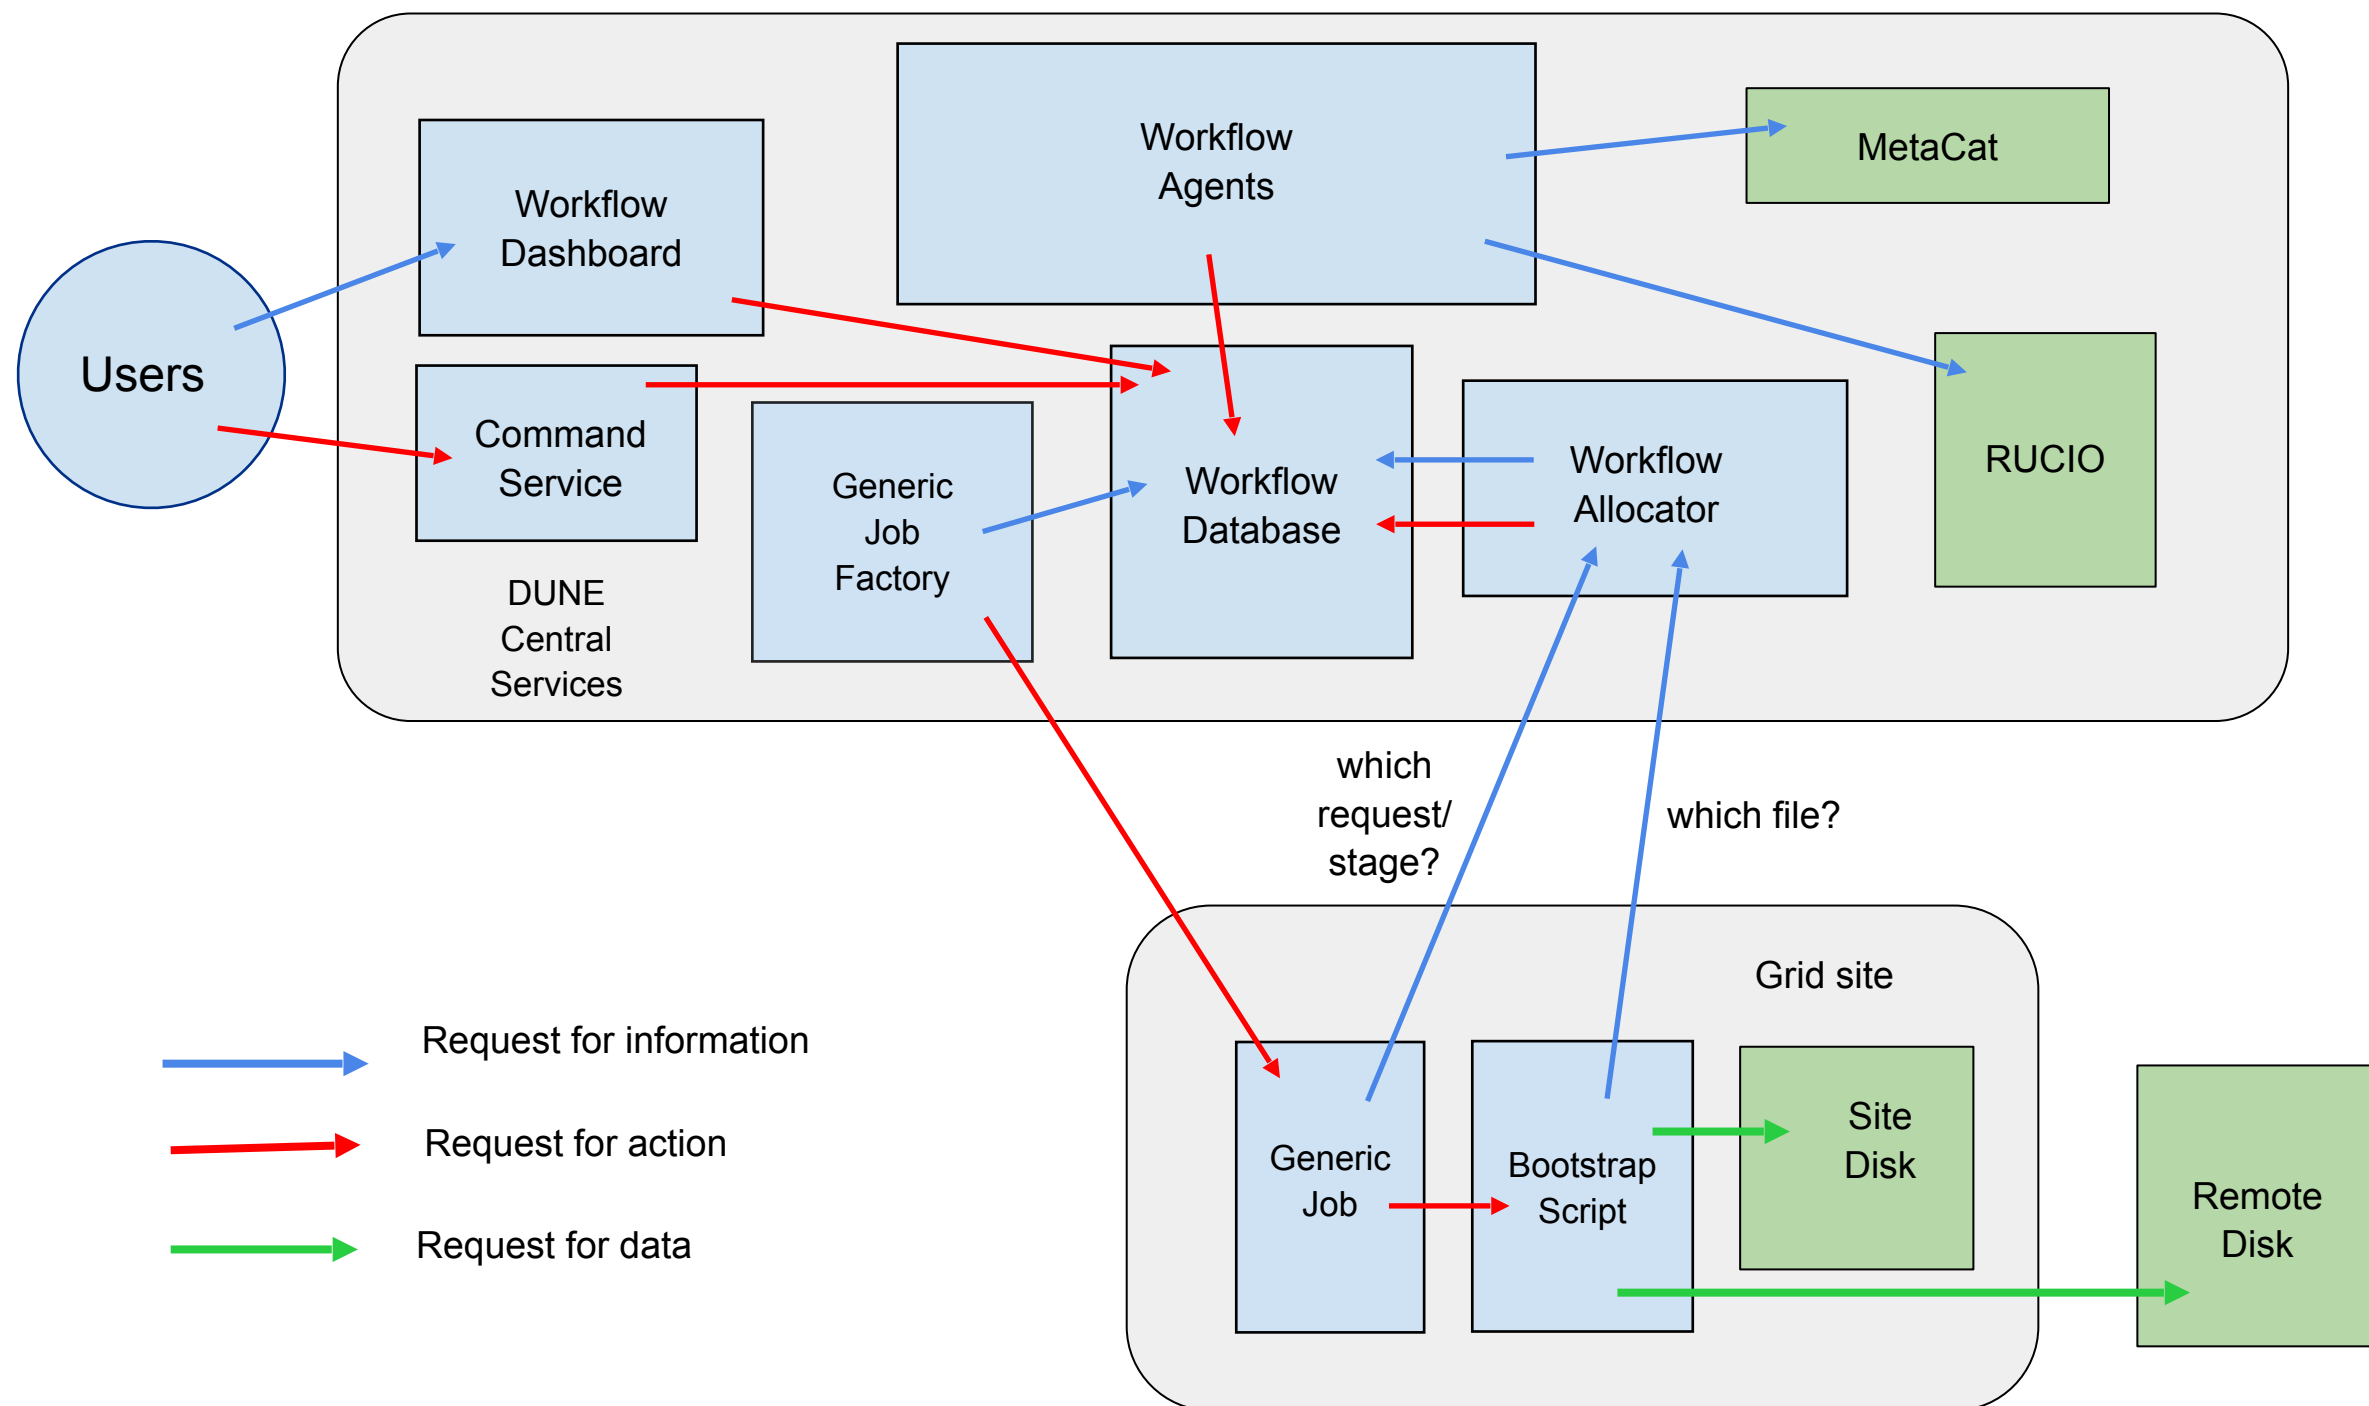 Workflow
Agents
MetaCat
Workflow
Dashboard
Users
Command
Service
Generic
Job
Factory
Workflow
Database
Workflow
Allocator
RUCIO
DUNE
Central
Services
which
request/
stage?
which file?
Grid site
Request for information
Request for action
Request for data
Generic
Job
Bootstrap
Script
Site
Disk
Remote
Disk